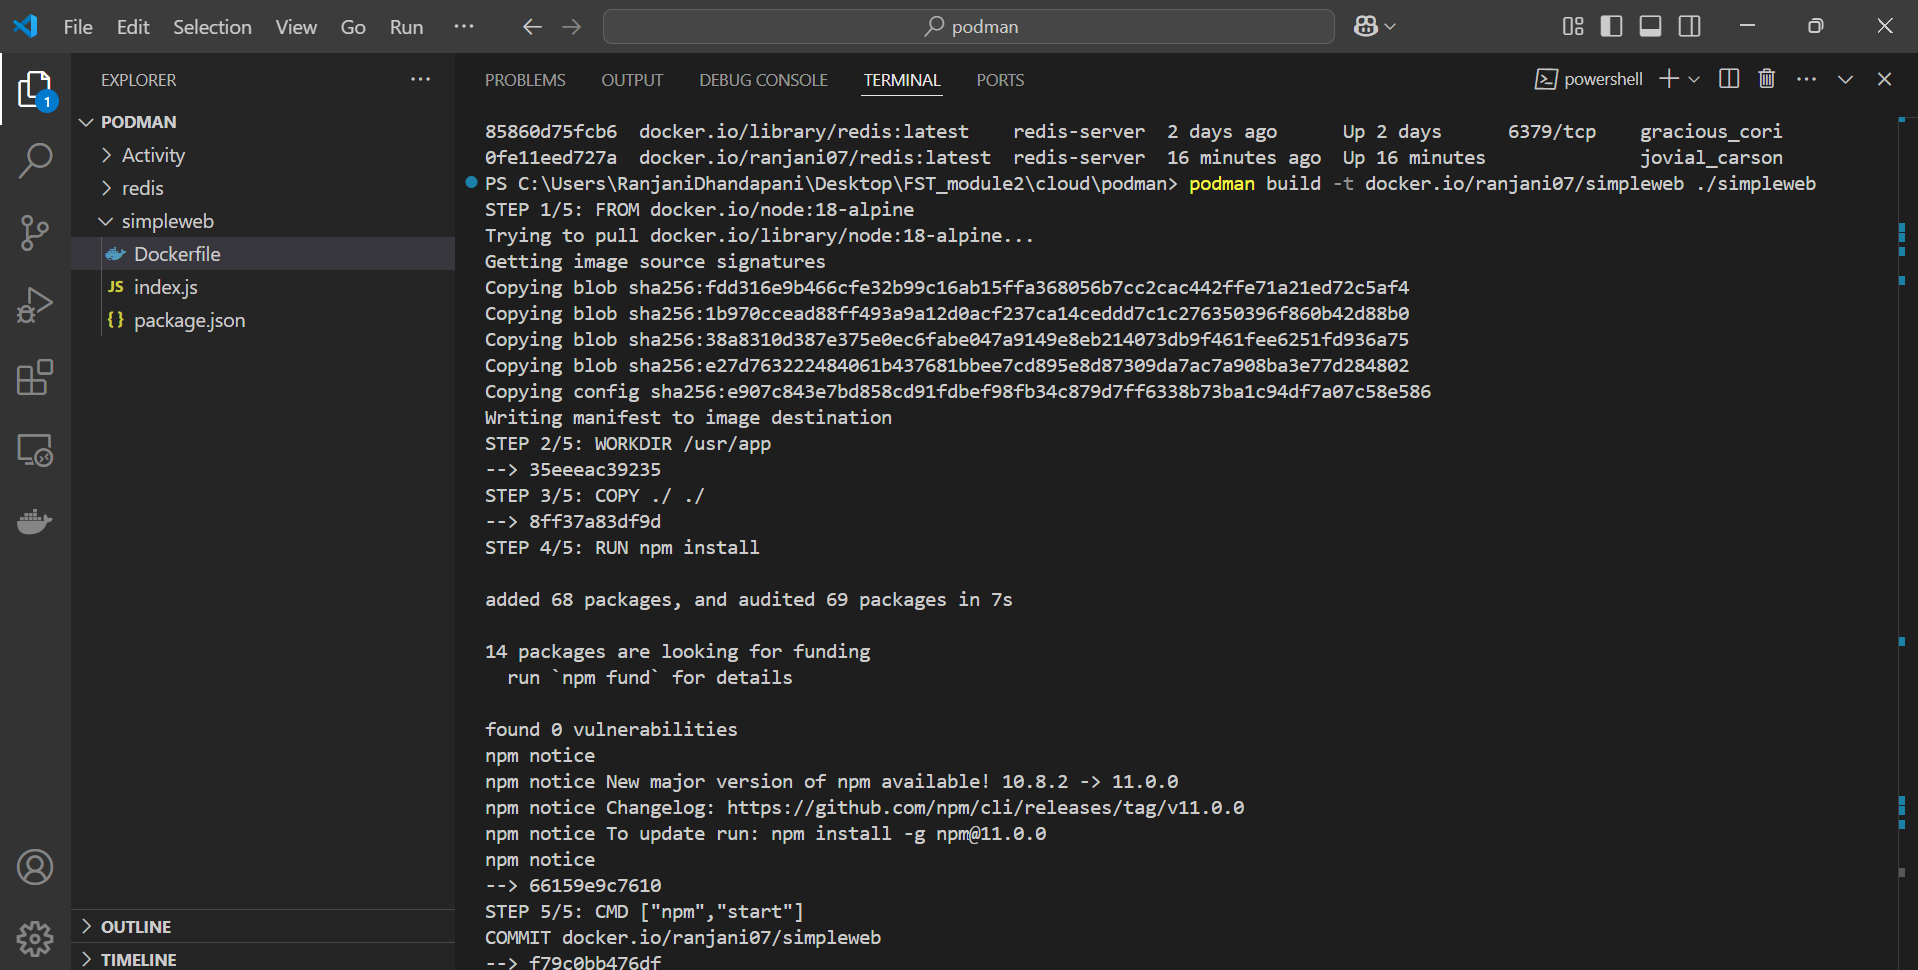 File Edit Selection View Go Run ··· podman
EXPLORER ···
PODMAN
Activity
redis
simpleweb
Dockerfile
JS index.js
{} package.json
OUTLINE
TIMELINE
1
PROBLEMS OUTPUT DEBUG CONSOLE TERMINAL PORTS powershell
85860d75fcb6 docker.io/library/redis:latest redis-server 2 days ago Up 2 days 6379/tcp gracious_cori
0fe11eed727a docker.io/ranjani07/redis:latest redis-server 16 minutes ago Up 16 minutes jovial_carson
PS C:\Users\RanjaniDhandapani\Desktop\FST_module2\cloud\podman> podman build -t docker.io/ranjani07/simpleweb ./simpleweb
STEP 1/5: FROM docker.io/node:18-alpine
Trying to pull docker.io/library/node:18-alpine...
Getting image source signatures
Copying blob sha256:fdd316e9b466cfe32b99c16ab15ffa368056b7cc2cac442ffe71a21ed72c5af4
Copying blob sha256:1b970ccead88ff493a9a12d0acf237ca14ceddd7c1c276350396f860b42d88b0
Copying blob sha256:38a8310d387e375e0ec6fabe047a9149e8eb214073db9f461fee6251fd936a75
Copying blob sha256:e27d763222484061b437681bbee7cd895e8d87309da7ac7a908ba3e77d284802
Copying config sha256:e907c843e7bd858cd91fdbef98fb34c879d7ff6338b73ba1c94df7a07c58e586
Writing manifest to image destination
STEP 2/5: WORKDIR /usr/app
--> 35eeeac39235
STEP 3/5: COPY ./ ./
--> 8ff37a83df9d
STEP 4/5: RUN npm install
added 68 packages, and audited 69 packages in 7s
14 packages are looking for funding
run `npm fund` for details
found 0 vulnerabilities
npm notice
npm notice New major version of npm available! 10.8.2 -> 11.0.0
npm notice Changelog: https://github.com/npm/cli/releases/tag/v11.0.0
npm notice To update run: npm install -g npm@11.0.0
npm notice
--> 66159e9c7610
STEP 5/5: CMD ["npm","start"]
COMMIT docker.io/ranjani07/simpleweb
--> f79c0bb476df